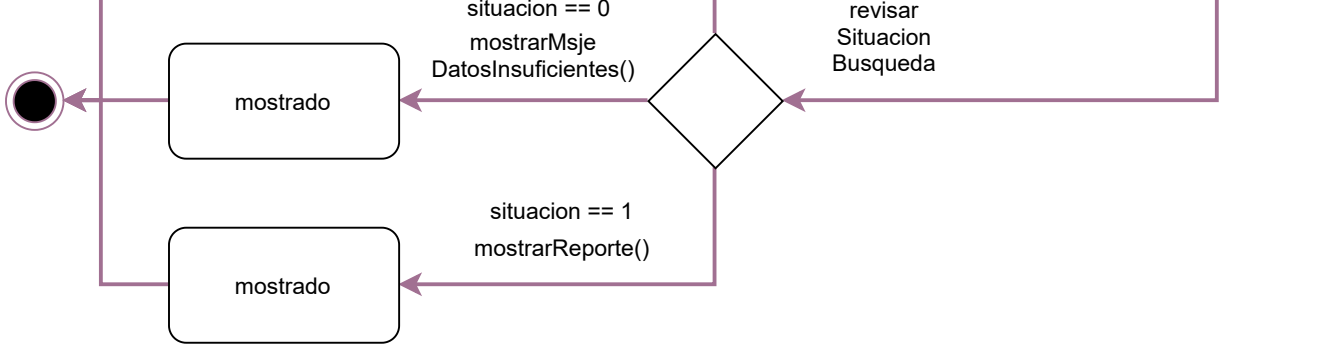 situacion == 0
mostrarMsje
DatosInsuficientes()
revisar
Situacion
Busqueda
mostrado
situacion == 1
mostrarReporte()
mostrado